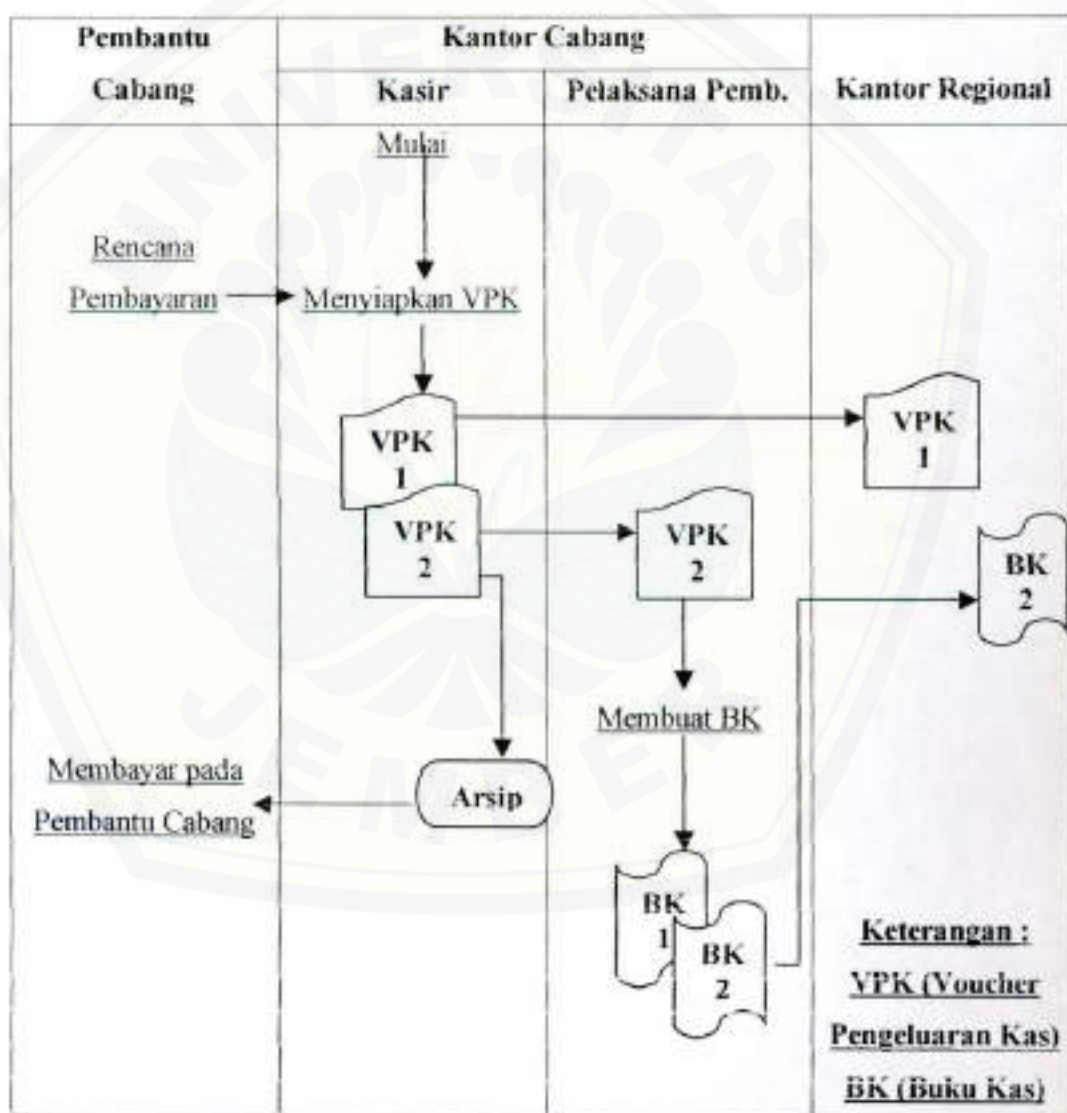 Pembantu
Cabang
Kantor Cabang
Kasir
Pelaksana Pemb.
Kantor Regional
Mulai
Rencana
Pembayaran
Menyiapkan VPK
VPK
1
VPK
1
VPK
2
VPK
2
BK
2
Membuat BK
Membayar pada
Pembantu Cabang
Arsip
BK
1
BK
2
Keterangan :
VPK (Voucher
Pengeluaran Kas)
BK (Buku Kas)
UNIVERSITAS
JEMBER